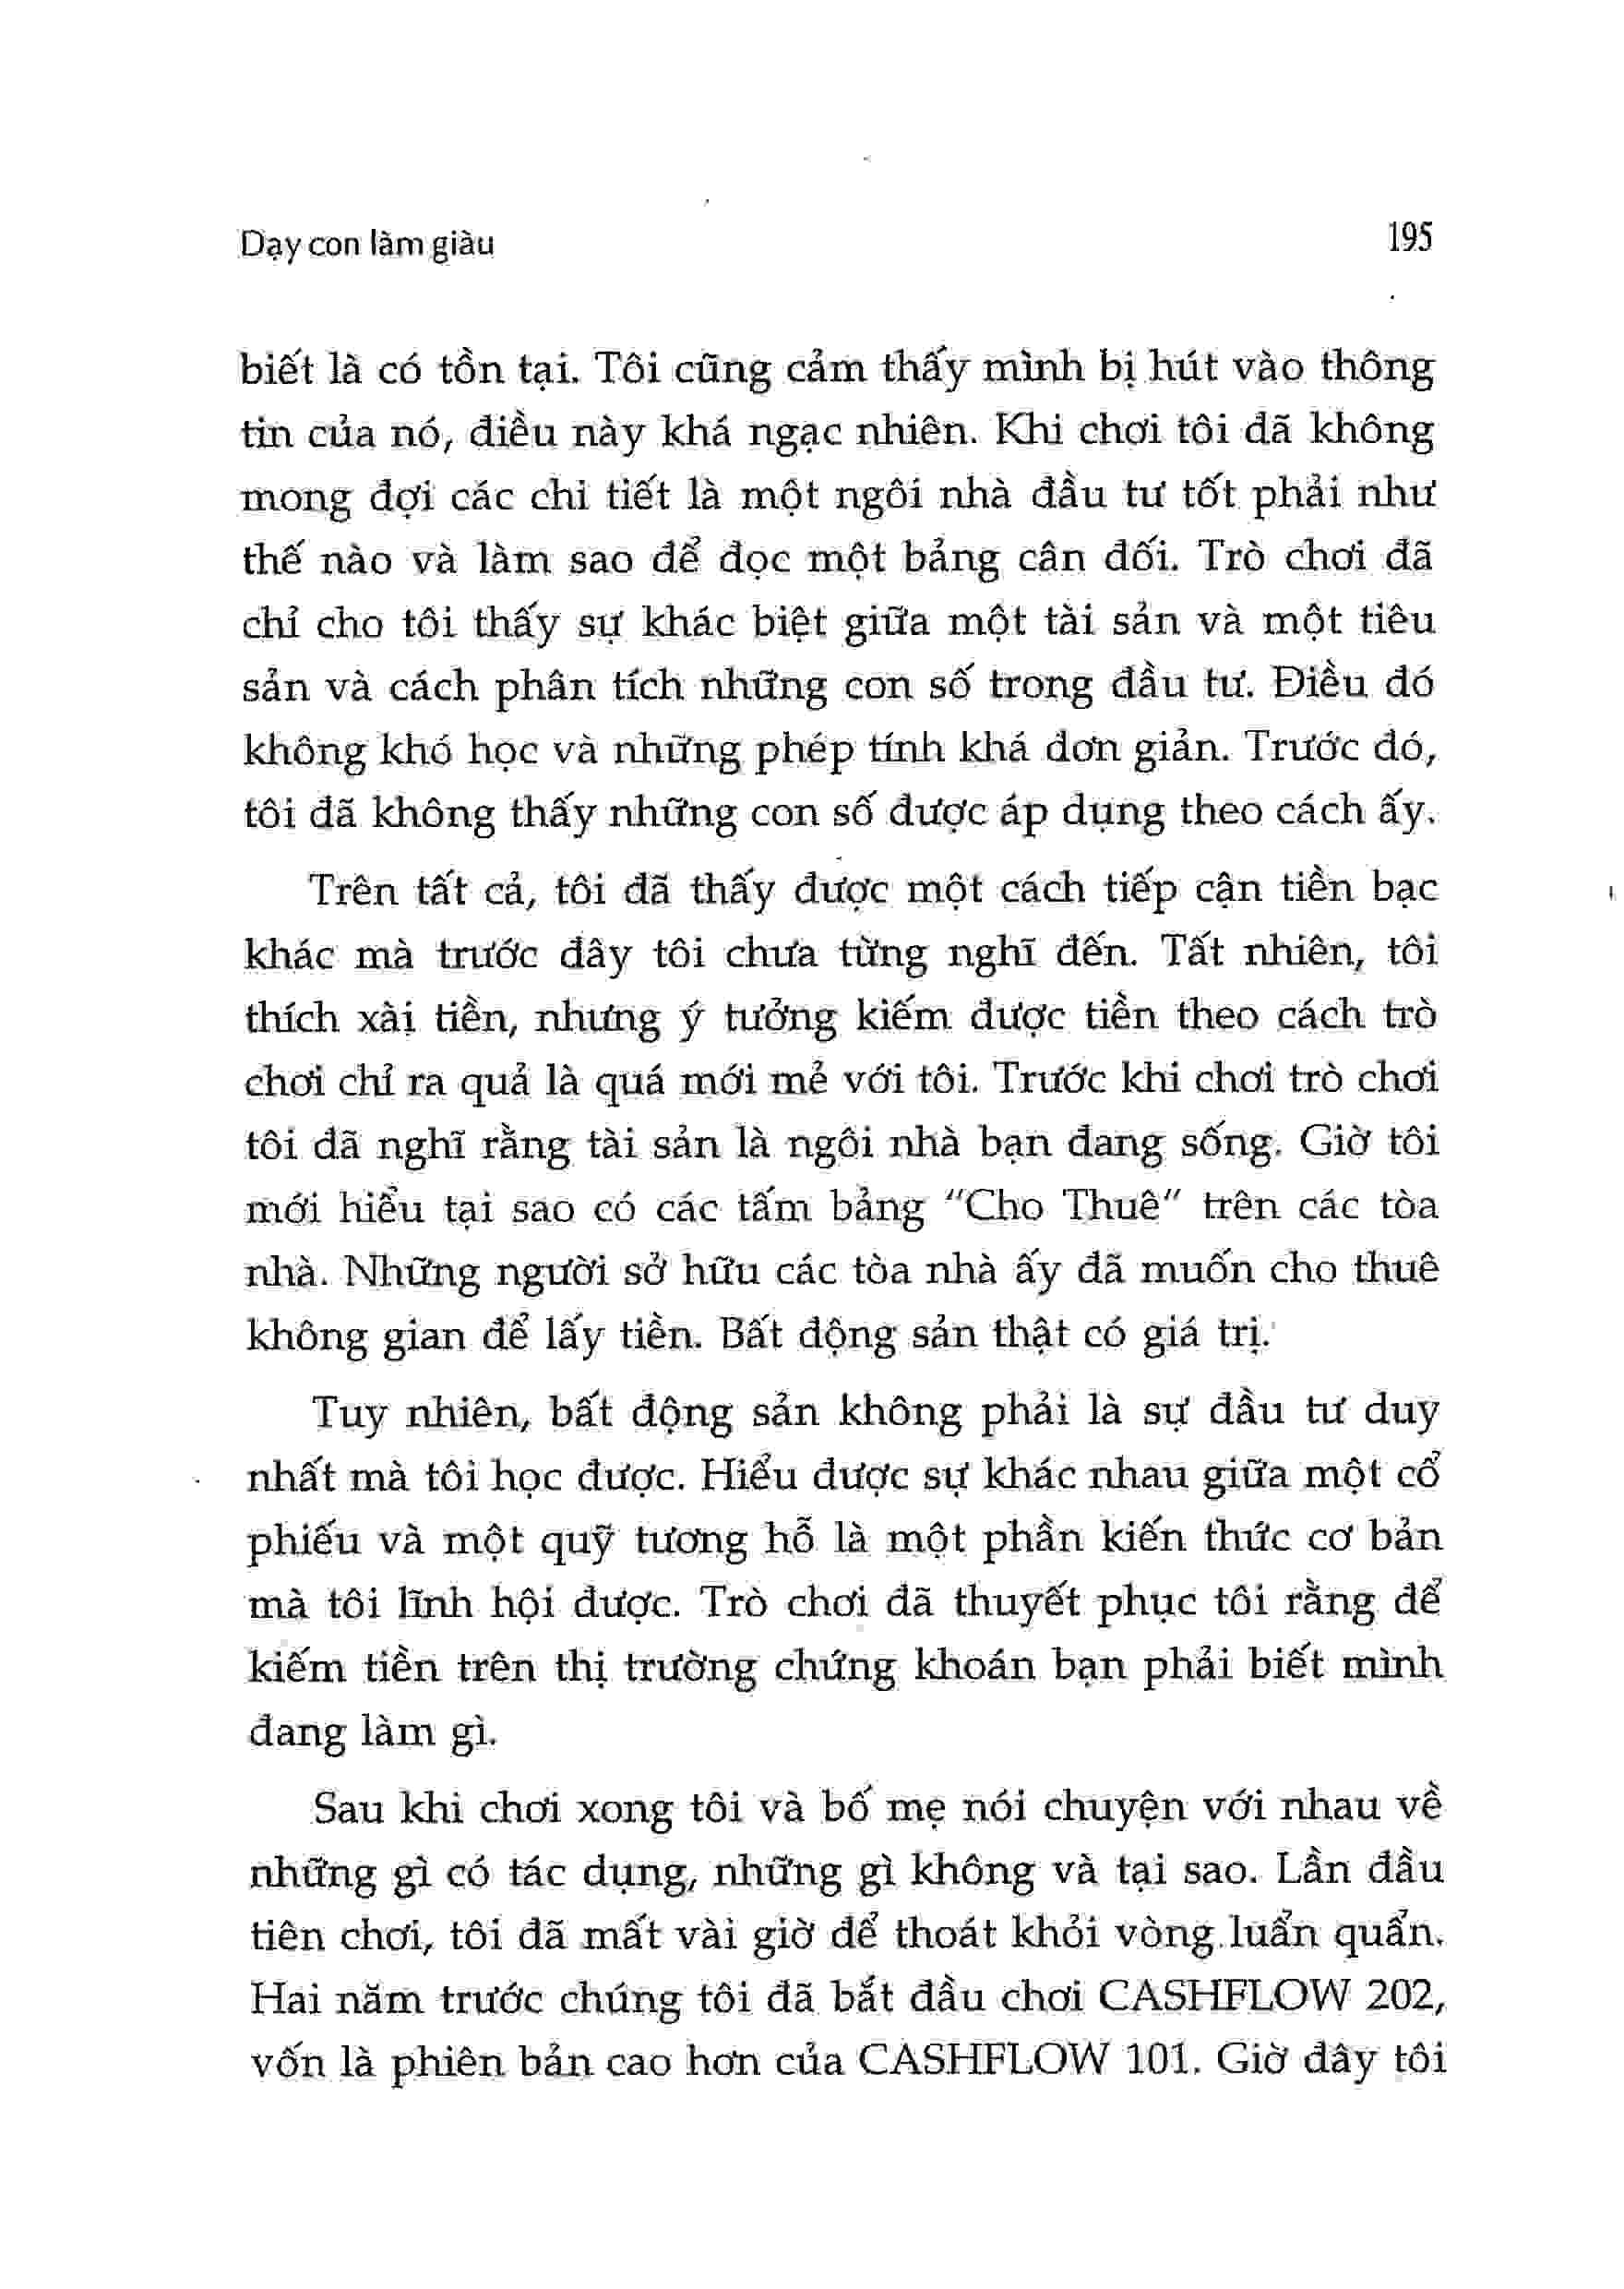 Dạy con làm giàu
195
biết là có tồn tại. Tôi cũng cảm thấy mình bị hút vào thông
tin của nó, điều này khá ngạc nhiên. Khi chơi tôi đã không
mong đợi các chi tiết là một ngôi nhà đầu tư tốt phải như
thế nào và làm sao để đọc một bảng cân đối. Trò chơi đã
chỉ cho tôi thấy sự khác biệt giữa một tài sản và một tiêu
sản và cách phân tích những con số trong đầu tư. Điều đó
không khó học và những phép tính khá đơn giản. Trước đó,
tôi đã không thấy những con số được áp dụng theo cách ấy.
Trên tất cả, tôi đã thấy được một cách tiếp cận tiền bạc
khác mà trước đây tôi chưa từng nghĩ đến. Tất nhiên, tôi
thích xài tiền, nhưng ý tưởng kiếm được tiền theo cách trò
chơi chỉ ra quả là quá mới mẻ với tôi. Trước khi chơi trò chơi
tôi đã nghĩ rằng tài sản là ngôi nhà bạn đang sống. Giờ tôi
mới hiểu tại sao có các tấm bảng "Cho Thuê" trên các tòa
nhà. Những người sở hữu các tòa nhà ấy đã muốn cho thuê
không gian để lấy tiền. Bất động sản thật có giá trị.
Tuy nhiên, bất động sản không phải là sự đầu tư duy
nhất mà tôi học được. Hiểu được sự khác nhau giữa một cổ
phiếu và một quỹ tương hỗ là một phần kiến thức cơ bản
mà tôi lĩnh hội được. Trò chơi đã thuyết phục tôi rằng để
kiếm tiền trên thị trường chứng khoán bạn phải biết mình
đang làm gì.
Sau khi chơi xong tôi và bố mẹ nói chuyện với nhau về
những gì có tác dụng, những gì không và tại sao. Lần đầu
tiên chơi, tôi đã mất vài giờ để thoát khỏi vòng luẩn quẩn.
Hai năm trước chúng tôi đã bắt đầu chơi CASHFLOW 202,
vốn là phiên bản cao hơn của CASHFLOW 101. Giờ đây tôi